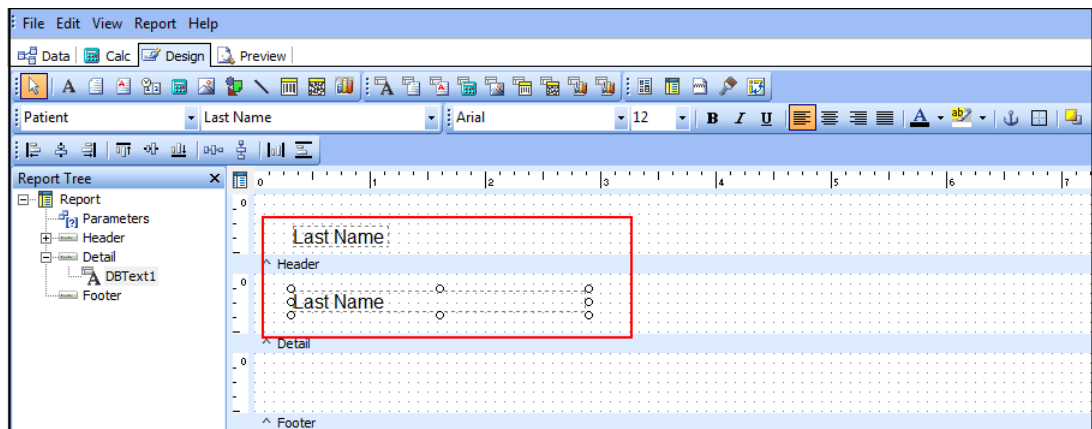 File Edit View Report Help
Data Calc Design Preview
Patient Last Name Arial 12 B I U A ab
Report Tree
Report
Parameters
Header
Detail
DBText1
Footer
0 1 2 3 4 5 6 7
0
Last Name
^ Header
0
Last Name
^ Detail
0
^ Footer